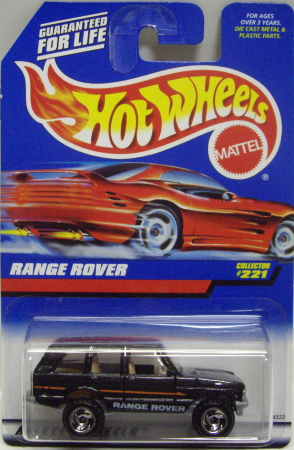 GUARANTEED
FOR LIFE
FOR AGES
OVER 3 YEARS.
DIE CAST METAL &
PLASTIC PARTS.
Hot Wheels
MATTEL
®
RANGE ROVER
COLLECTOR
#221
RANGE ROVER